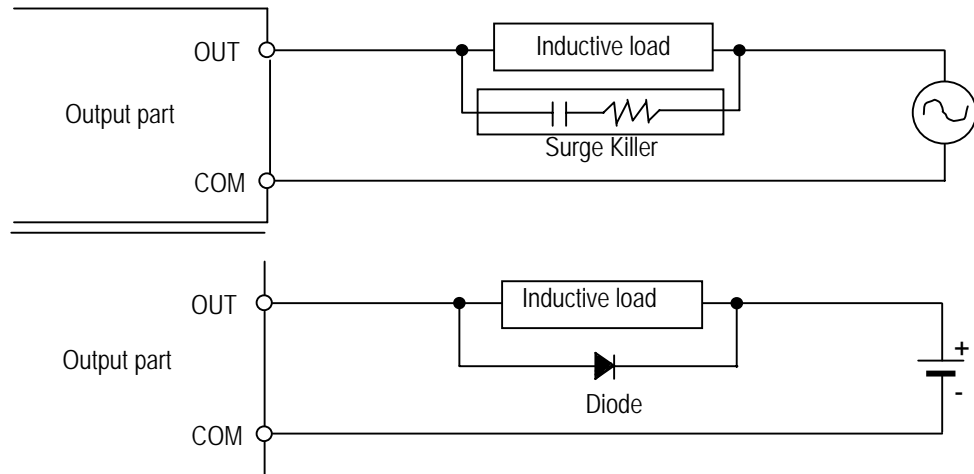 OUT
Inductive load
Output part
Surge Killer
COM
OUT
Inductive load
+
Output part
-
Diode
COM